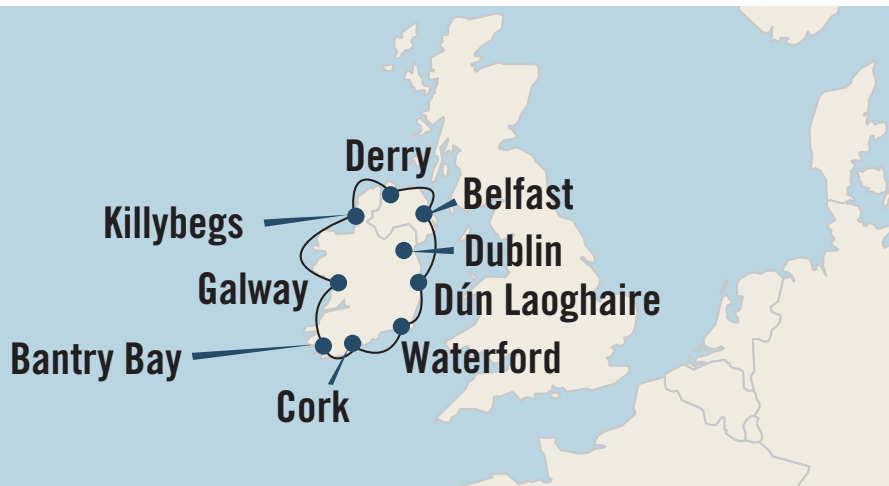 Derry
Belfast
Killybegs
Dublin
Galway
Dún Laoghaire
Bantry Bay
Waterford
Cork